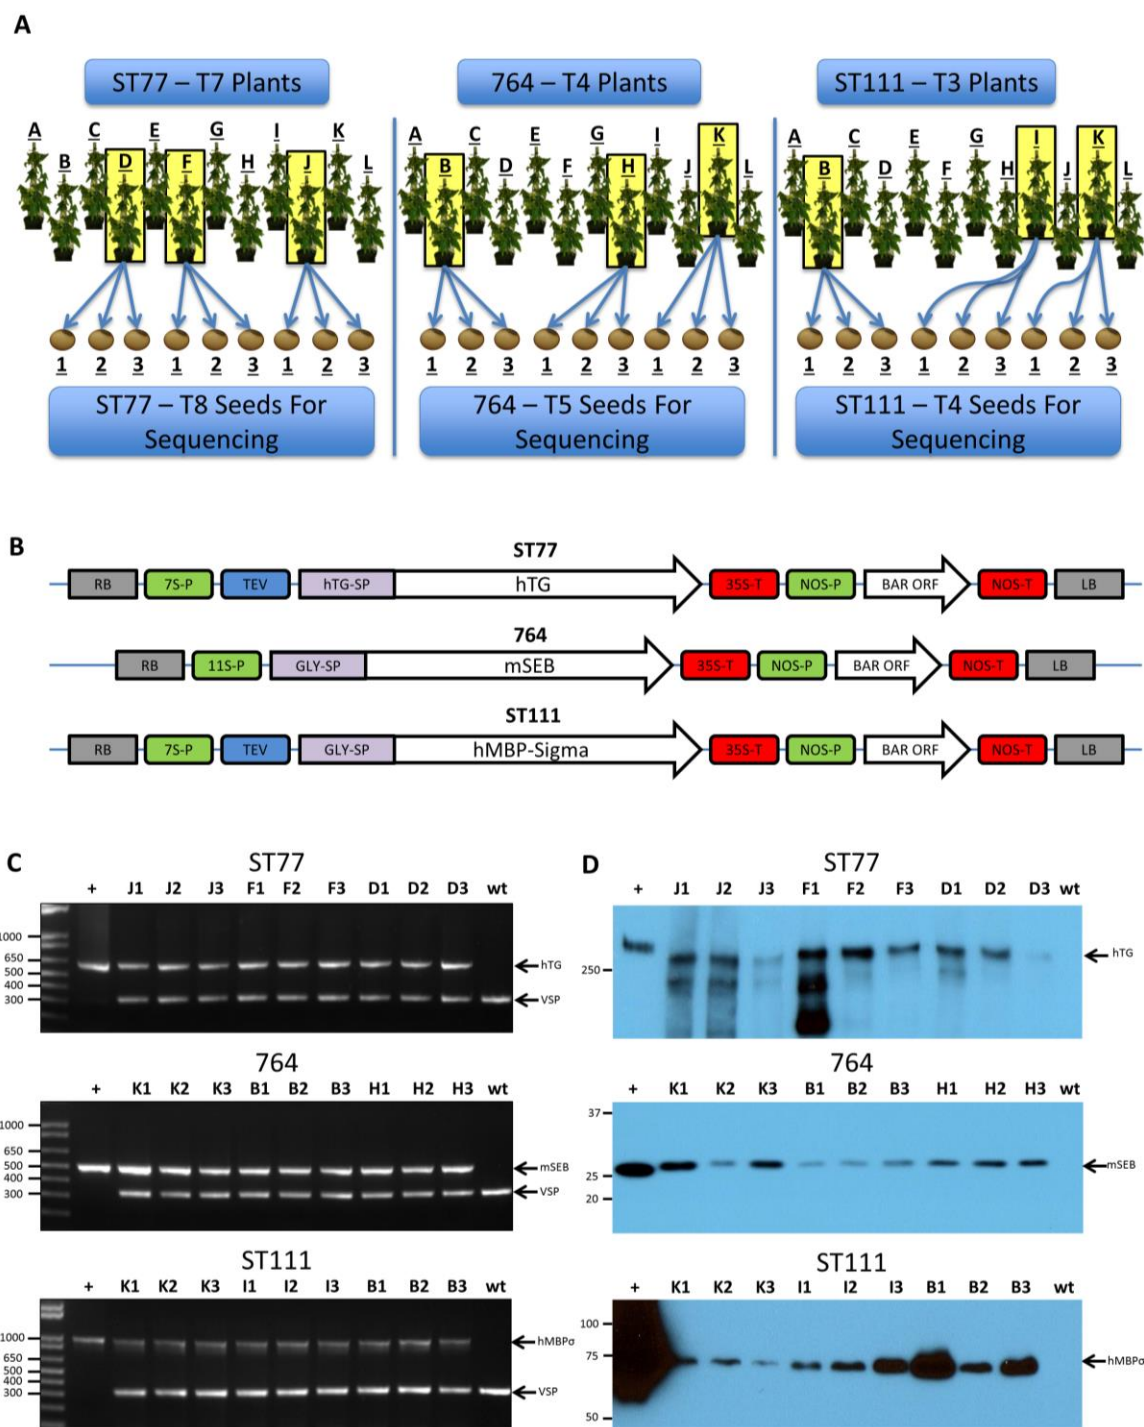 A
ST77 – T7 Plants
764 – T4 Plants
ST111 – T3 Plants
A B C D E F G H I J K L
A B C D E F G H I J K L
A B C D E F G H I J K L
1 2 3 1 2 3 1 2 3
1 2 3 1 2 3 1 2 3
1 2 3 1 2 3 1 2 3
ST77 – T8 Seeds For
Sequencing
764 – T5 Seeds For
Sequencing
ST111 – T4 Seeds For
Sequencing
B
ST77
RB 7S-P TEV hTG-SP hTG 35S-T NOS-P BAR ORF NOS-T LB
764
RB 11S-P GLY-SP mSEB 35S-T NOS-P BAR ORF NOS-T LB
ST111
RB 7S-P TEV GLY-SP hMBP-Sigma 35S-T NOS-P BAR ORF NOS-T LB
C
ST77
+ J1 J2 J3 F1 F2 F3 D1 D2 D3 wt
1000
650
500
400
300
hTG
VSP
764
+ K1 K2 K3 B1 B2 B3 H1 H2 H3 wt
1000
650
500
400
300
mSEB
VSP
ST111
+ K1 K2 K3 I1 I2 I3 B1 B2 B3 wt
1000
650
500
400
300
hMBPσ
VSP
D
ST77
+ J1 J2 J3 F1 F2 F3 D1 D2 D3 wt
250
hTG
764
+ K1 K2 K3 B1 B2 B3 H1 H2 H3 wt
37
25
20
mSEB
ST111
+ K1 K2 K3 I1 I2 I3 B1 B2 B3 wt
100
75
50
hMBPσ